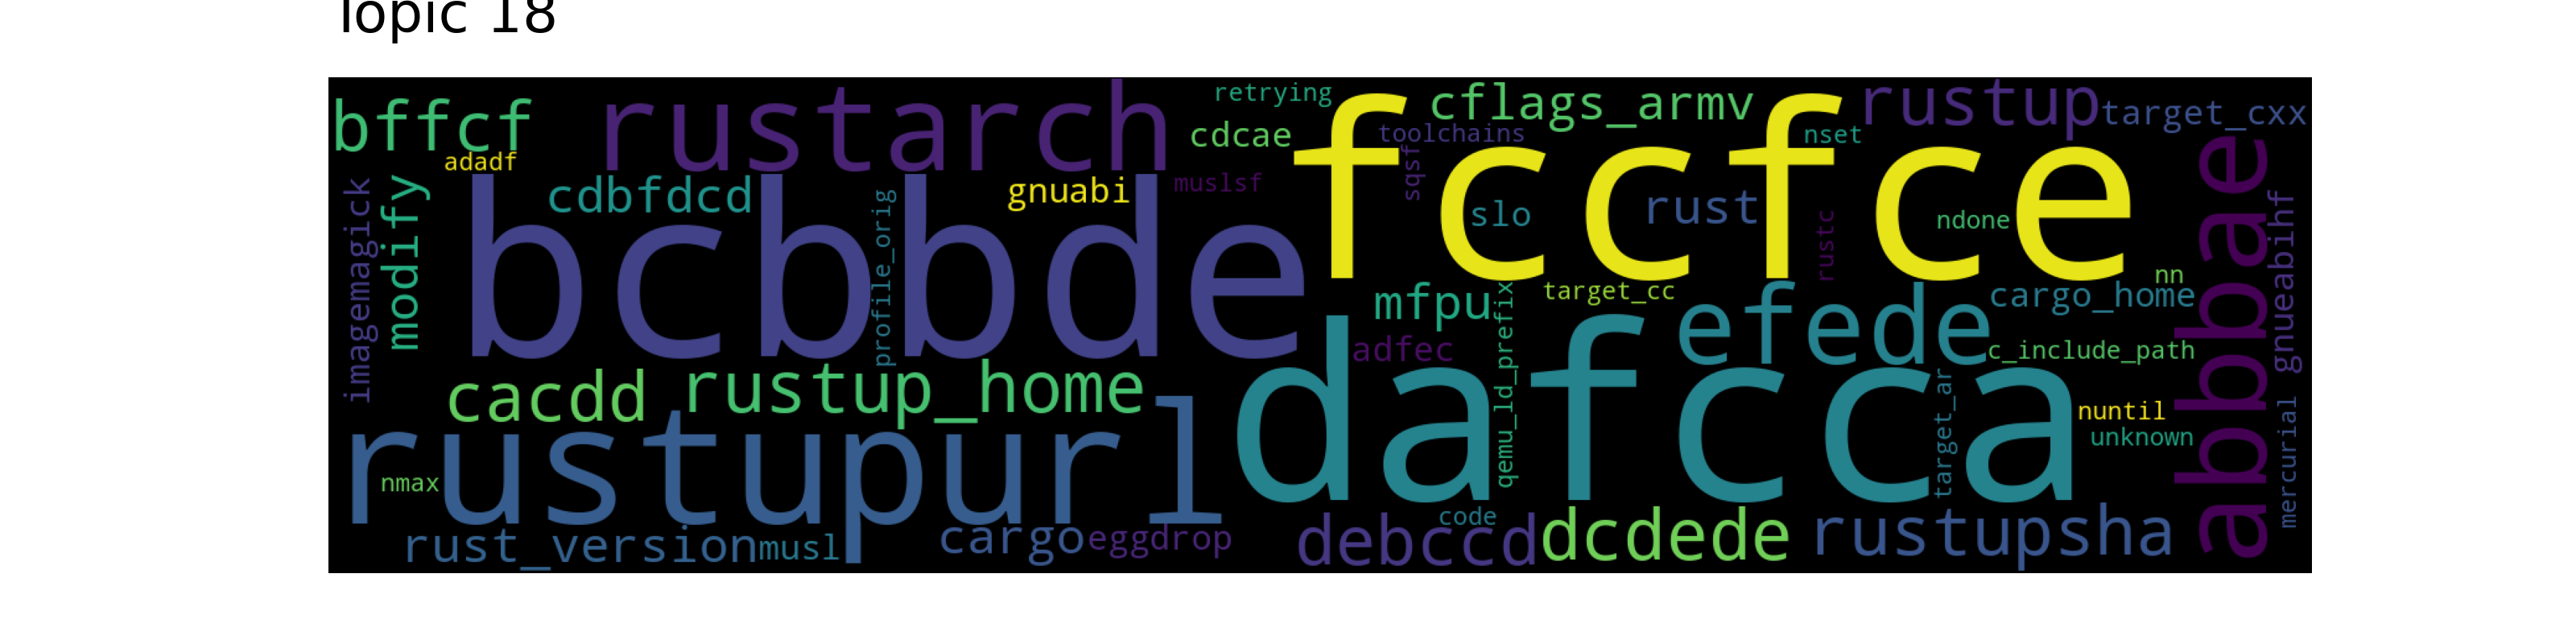 Topic 18
bffcf
rustarch
retrying
cflags_armv
rustup
target_cxx
adadf
cdcae
toolchains
fccfce
nset
imagemagick
modify
cdbfdcd
bcbbde
profile_orig
gnuabi
muslsf
sqsf
slo
rust
rustc
ndone
abbbae
gnueabihf
nn
mfpu
qemu_ld_prefix
target_cc
efede
cargo_home
adfec
c_include_path
cacdd
rustup_home
dafcca
target_ar
nuntil
unknown
mercurial
rustupurl
nmax
rust_version
musl
cargo
eggdrop
debccd
code
dcdede
rustupsha